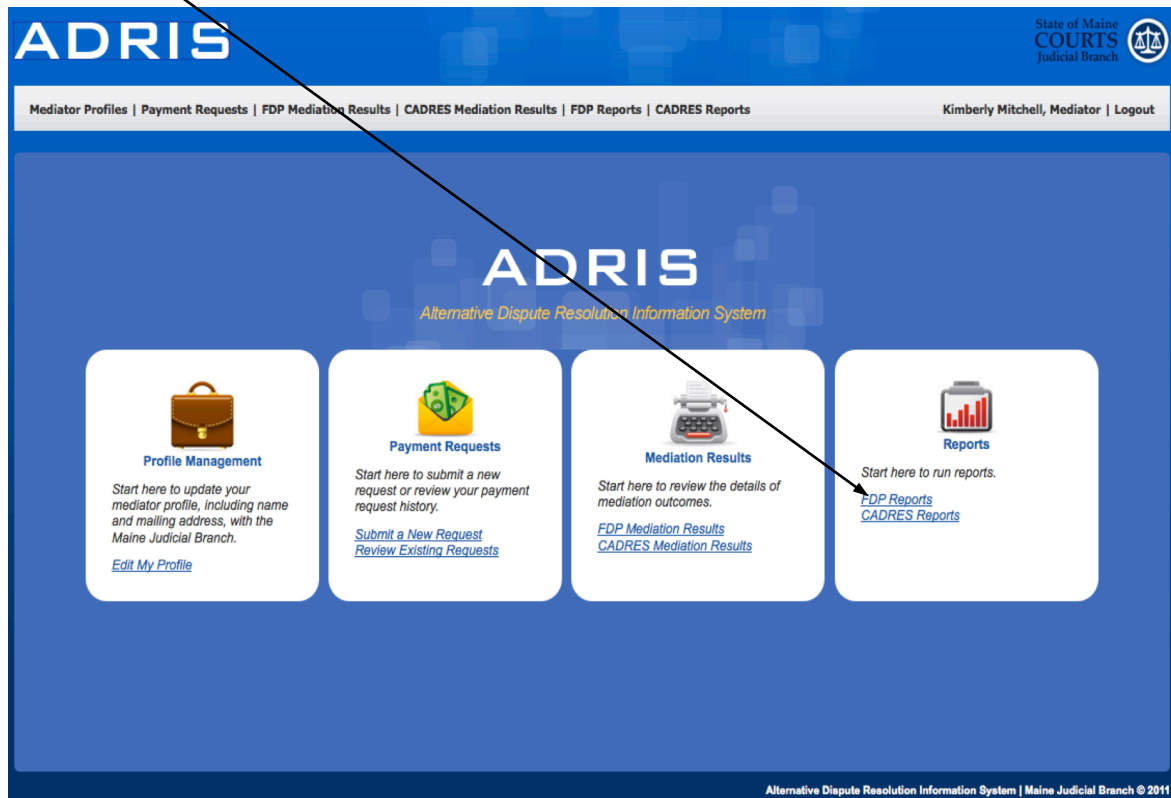 ADRIS
State of Maine
COURTS
Judicial Branch
Mediator Profiles | Payment Requests | FDP Mediation Results | CADRES Mediation Results | FDP Reports | CADRES Reports
Kimberly Mitchell, Mediator | Logout
ADRIS
Alternative Dispute Resolution Information System
Profile Management
Start here to update your
mediator profile, including name
and mailing address, with the
Maine Judicial Branch.
Edit My Profile
Payment Requests
Start here to submit a new
request or review your payment
request history.
Submit a New Request
Review Existing Requests
Mediation Results
Start here to review the details of
mediation outcomes.
FDP Mediation Results
CADRES Mediation Results
Reports
Start here to run reports.
FDP Reports
CADRES Reports
Alternative Dispute Resolution Information System | Maine Judicial Branch © 2011